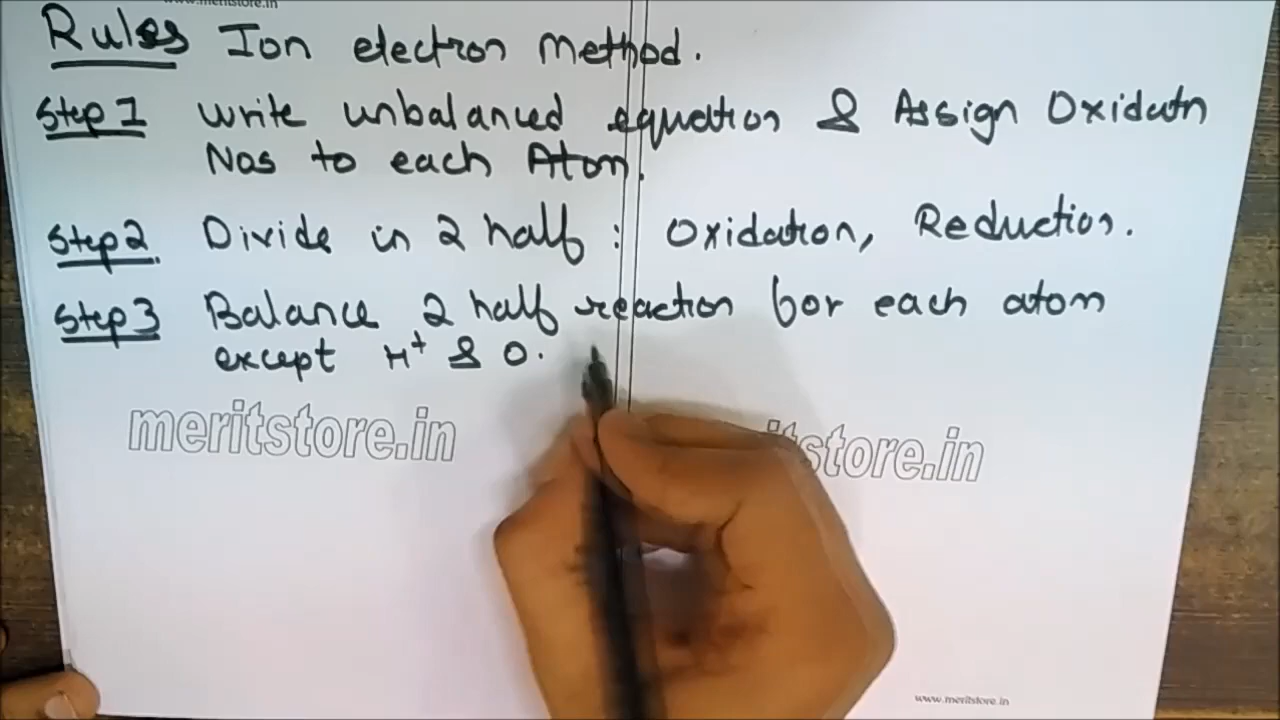 www.meritstore.in
Rules Ion electron Method.
Step 1 Write unbalanced equation & Assign Oxidatn
Nos to each Atom.
Step 2. Divide in 2 half : Oxidation, Reduction.
Step 3 Balance 2 half reaction for each atom
except H+ & O.
meritstore.in
itstore.in
www.meritstore.in